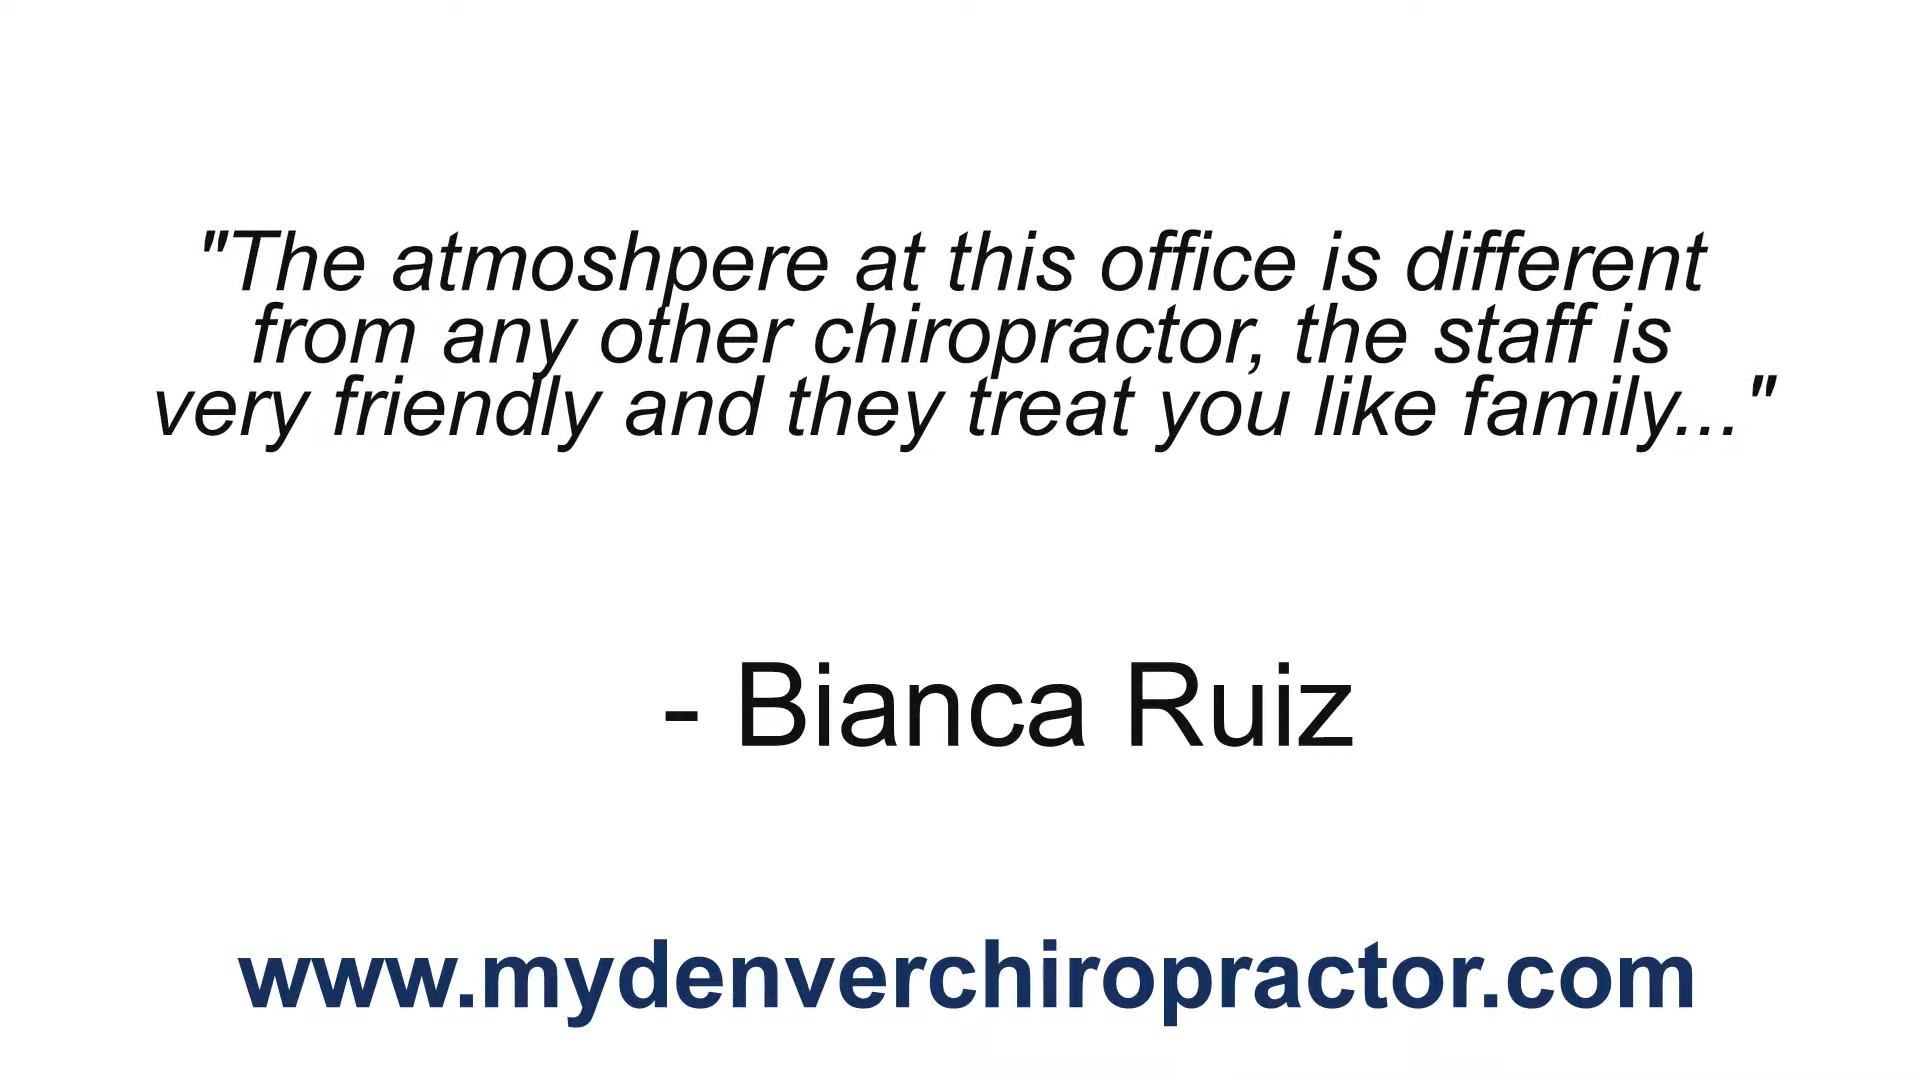 "The atmoshpere at this office is different
from any other chiropractor, the staff is
very friendly and they treat you like family..."
- Bianca Ruiz
www.mydenverchiropractor.com